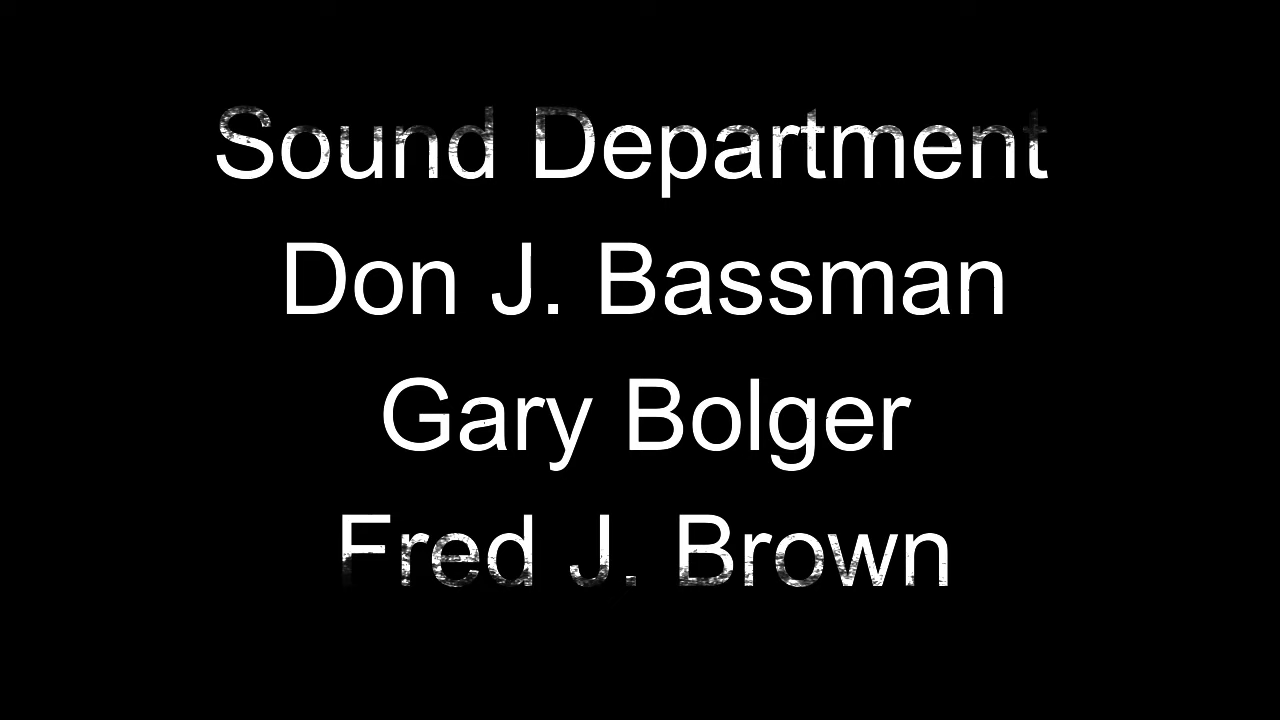 Sound Department
Don J. Bassman
Gary Bolger
Fred J. Brown